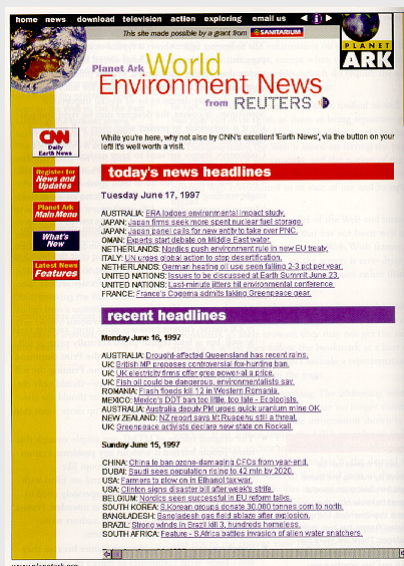 home news download television action exploring email us
This site made possible by a grant from SANITARIUM
PLANET
ARK
Planet Ark World
Environment News
from REUTERS
CNN
Daily
Earth News
While you're here, why not also try CNN's excellent 'Earth News', via the button on your
left! It's well worth a visit.
Register for
News and
Updates
today's news headlines
Planet Ark
Main Menu
Tuesday June 17, 1997
What's
New
Latest News
Features
AUSTRALIA: ERA lodges environmental impact study.
JAPAN: Japan firms seek more spent nuclear fuel storage.
JAPAN: Japan panel calls for new entity to take over PNC.
OMAN: Experts start debate on Middle East water.
NETHERLANDS: Nordics push environment rule in new EU treaty.
ITALY: UN urges global action to stop desertification.
NETHERLANDS: German heating oil use seen falling 2-3 pct per year.
UNITED NATIONS: Issues to be discussed at Earth Summit June 23.
UNITED NATIONS: Last-minute jitters hit environmental conference.
FRANCE: France's Cogema admits taking Greenpeace gear.
recent headlines
Monday June 16, 1997
AUSTRALIA: Drought-affected Queensland has recent rains.
UK: British MP proposes controversial fox-hunting ban.
UK: UK electricity firms offer green power-at a price.
UK: Fish oil could be dangerous, environmentalists say.
ROMANIA: Flash floods kill 12 in Western Romania.
MEXICO: Mexico's DDT ban too little, too late - Ecologists.
AUSTRALIA: Australia deputy PM urges quick uranium mine OK.
NEW ZEALAND: NZ report says Mt Ruapehu still a threat.
UK: Greenpeace activists declare new state on Rockall.
Sunday June 15, 1997
CHINA: China to ban ozone-damaging CFCs from year-end.
DUBAI: Saudi sees population rising to 42 mln by 2020.
USA: Farmers to plow on in Ethanol tax war.
USA: Clinton signs disaster bill after week's strife.
BELGIUM: Nordics seen successful in EU reform talks.
SOUTH KOREA: S.Korean groups donate 30,000 tonnes corn to north.
BANGLADESH: Bangladesh gas field ablaze after explosion.
BRAZIL: Strong winds in Brazil kill 3, hundreds homeless.
SOUTH AFRICA: Feature - S.Africa battles invasion of alien water snatchers.